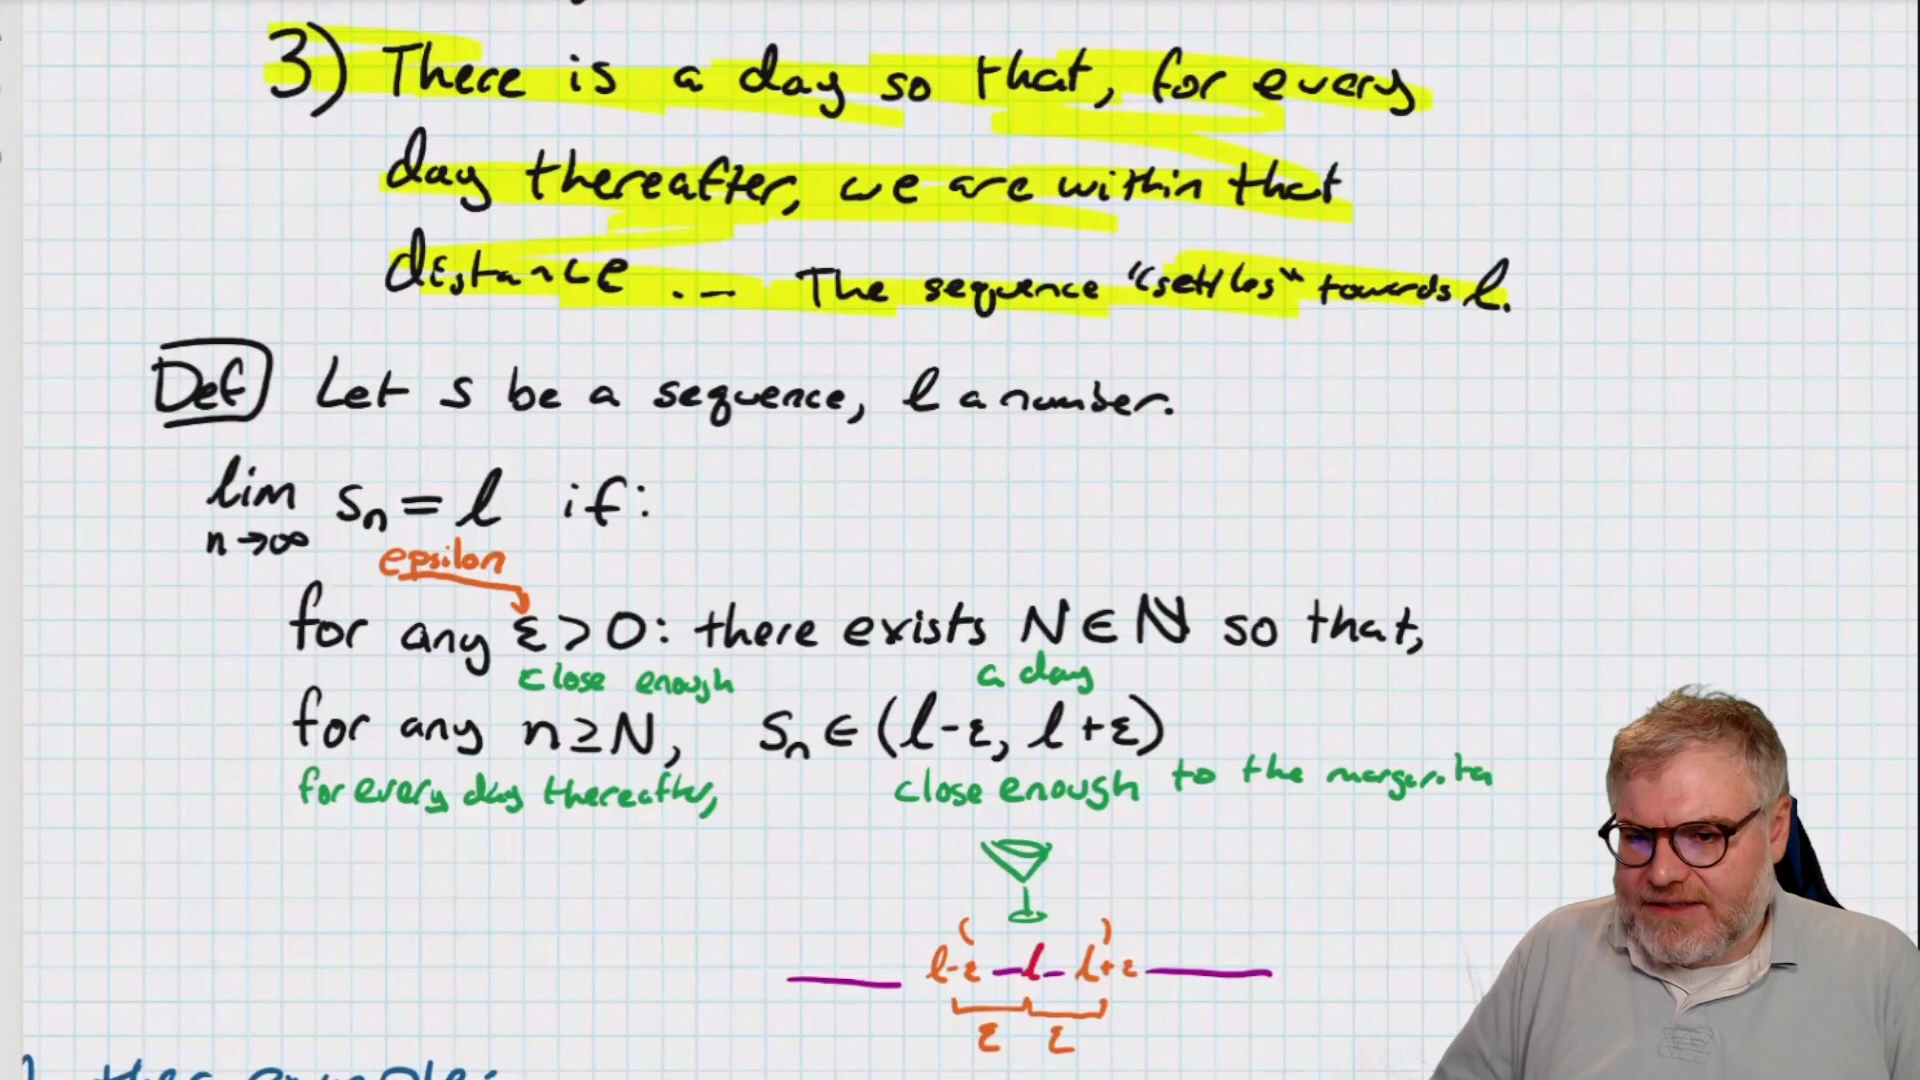 3) There is a day so that, for every
day thereafter, we are within that
distance .– The sequence "settles" towards ℓ.
Def Let s be a sequence, ℓ a number.
lim sₙ = ℓ if:
n→∞
epsilon
for any ε > 0: there exists N ∈ ℕ so that,
close enough a day
for any n ≥ N, sₙ ∈ (ℓ-ε, ℓ+ε)
for every day thereafter, close enough to the margarita
( )
ℓ-ε ℓ ℓ+ε
ε ε